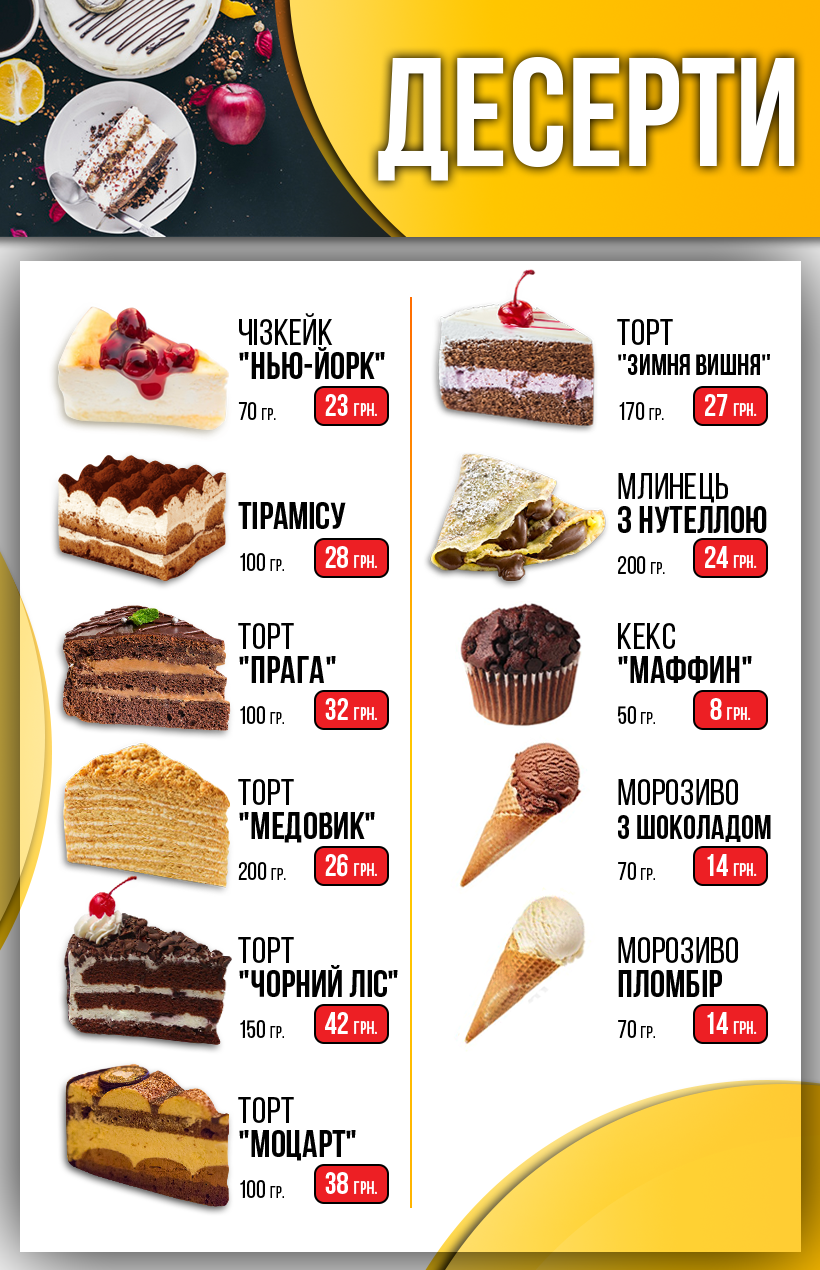 ДЕСЕРТИ
ЧІЗКЕЙК
"НЬЮ-ЙОРК"
70 ГР.
23 ГРН.
ТІРАМІСУ
100 ГР.
28 ГРН.
ТОРТ
"ПРАГА"
100 ГР.
32 ГРН.
ТОРТ
"МЕДОВИК"
200 ГР.
26 ГРН.
ТОРТ
"ЧОРНИЙ ЛІС"
150 ГР.
42 ГРН.
ТОРТ
"МОЦАРТ"
100 ГР.
38 ГРН.
ТОРТ
"ЗИМНЯ ВИШНЯ"
170 ГР.
27 ГРН.
МЛИНЕЦЬ
З НУТЕЛЛОЮ
200 ГР.
24 ГРН.
КЕКС
"МАФФИН"
50 ГР.
8 ГРН.
МОРОЗИВО
З ШОКОЛАДОМ
70 ГР.
14 ГРН.
МОРОЗИВО
ПЛОМБІР
70 ГР.
14 ГРН.